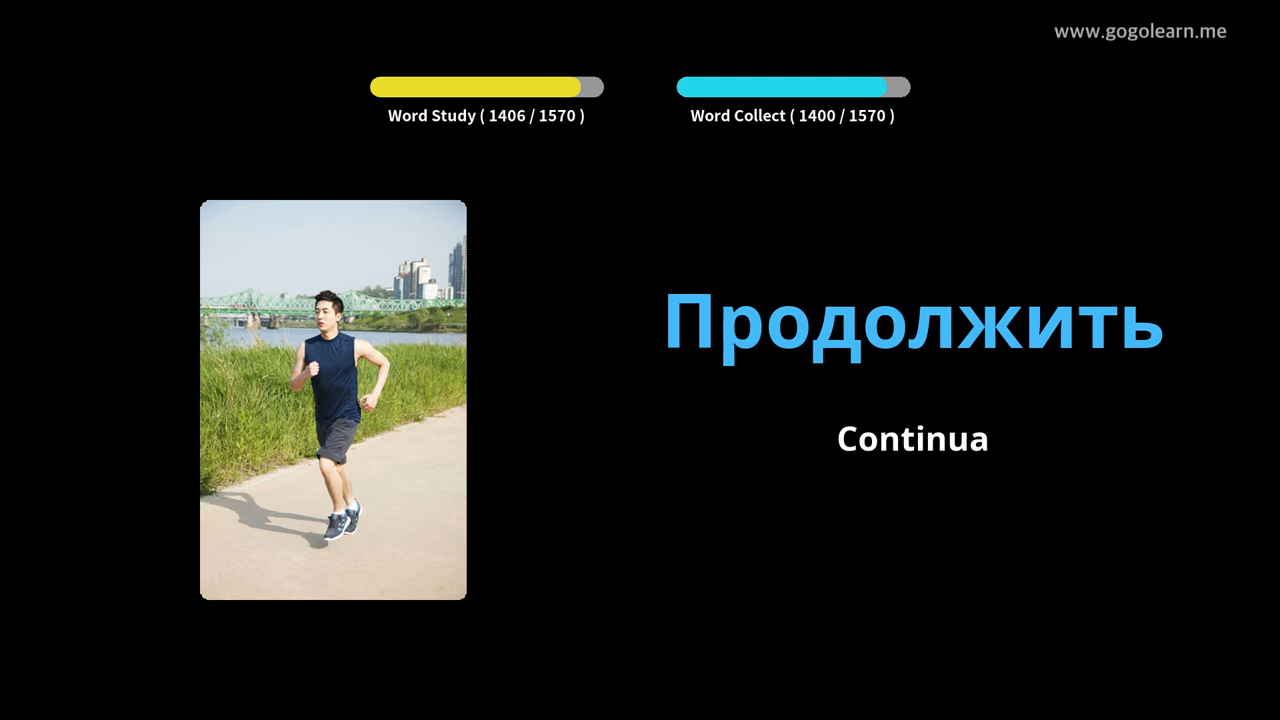 www.gogolearn.me
Word Study ( 1406 / 1570 )
Word Collect ( 1400 / 1570 )
Продолжить
Continua